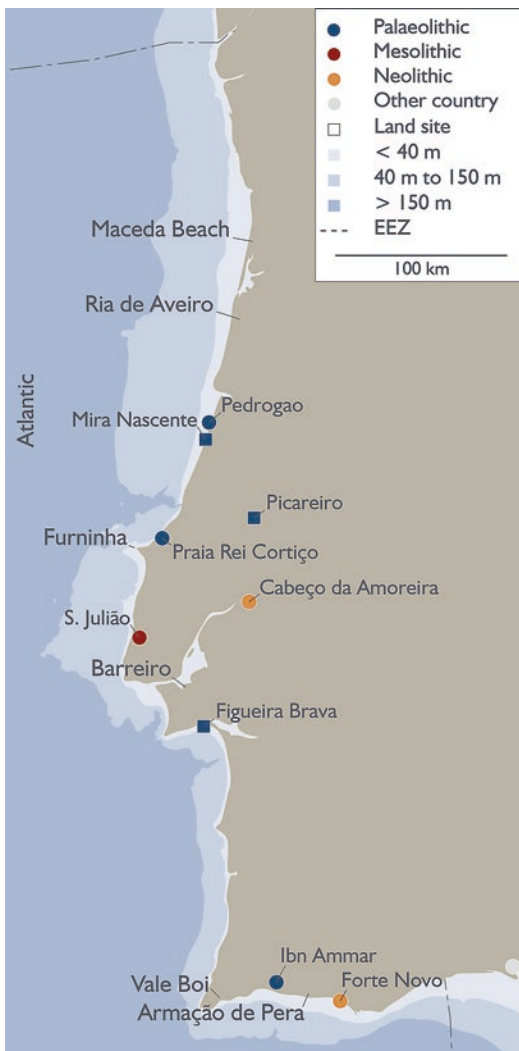 Palaeolithic
Mesolithic
Neolithic
Other country
Land site
< 40 m
40 m to 150 m
> 150 m
EEZ
100 km
Maceda Beach
Ria de Aveiro
Atlantic
Pedrogao
Mira Nascente
Picareiro
Furninha
Praia Rei Cortiço
Cabeço da Amoreira
S. Julião
Barreiro
Figueira Brava
Ibn Ammar
Vale Boi
Forte Novo
Armação de Pera